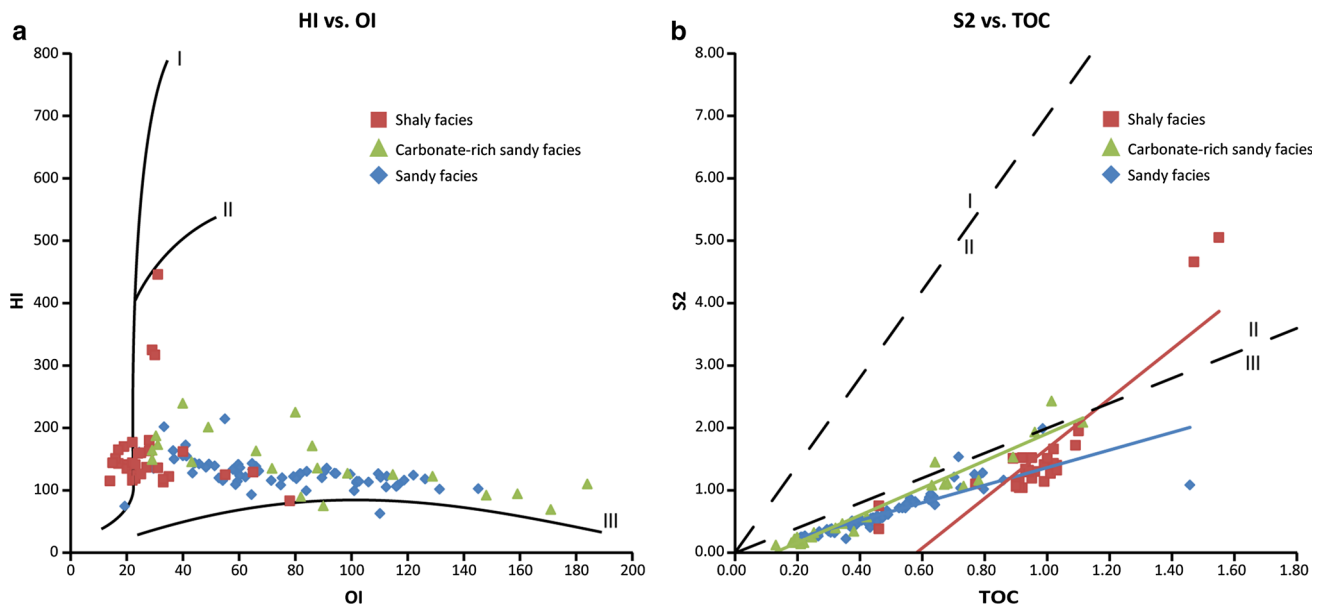 a
HI vs. OI
800
700
600
500
400
300
200
100
0
HI
0 20 40 60 80 100 120 140 160 180 200
OI
I
II
III
Shaly facies
Carbonate-rich sandy facies
Sandy facies
b
S2 vs. TOC
8.00
7.00
6.00
5.00
4.00
3.00
2.00
1.00
0.00
S2
0.00 0.20 0.40 0.60 0.80 1.00 1.20 1.40 1.60 1.80
TOC
I
II
II
III
Shaly facies
Carbonate-rich sandy facies
Sandy facies